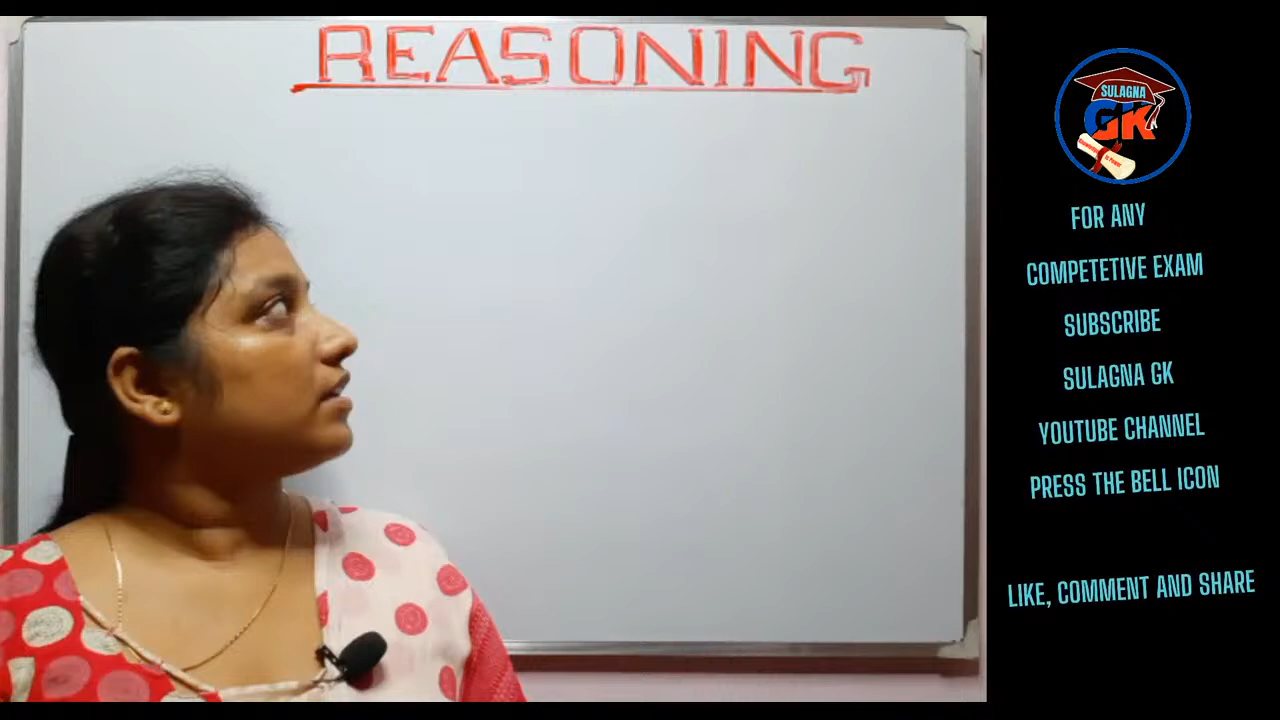 REASONING
SULAGNA
GK
FOR ANY
COMPETETIVE EXAM
SUBSCRIBE
SULAGNA GK
YOUTUBE CHANNEL
PRESS THE BELL ICON
LIKE, COMMENT AND SHARE